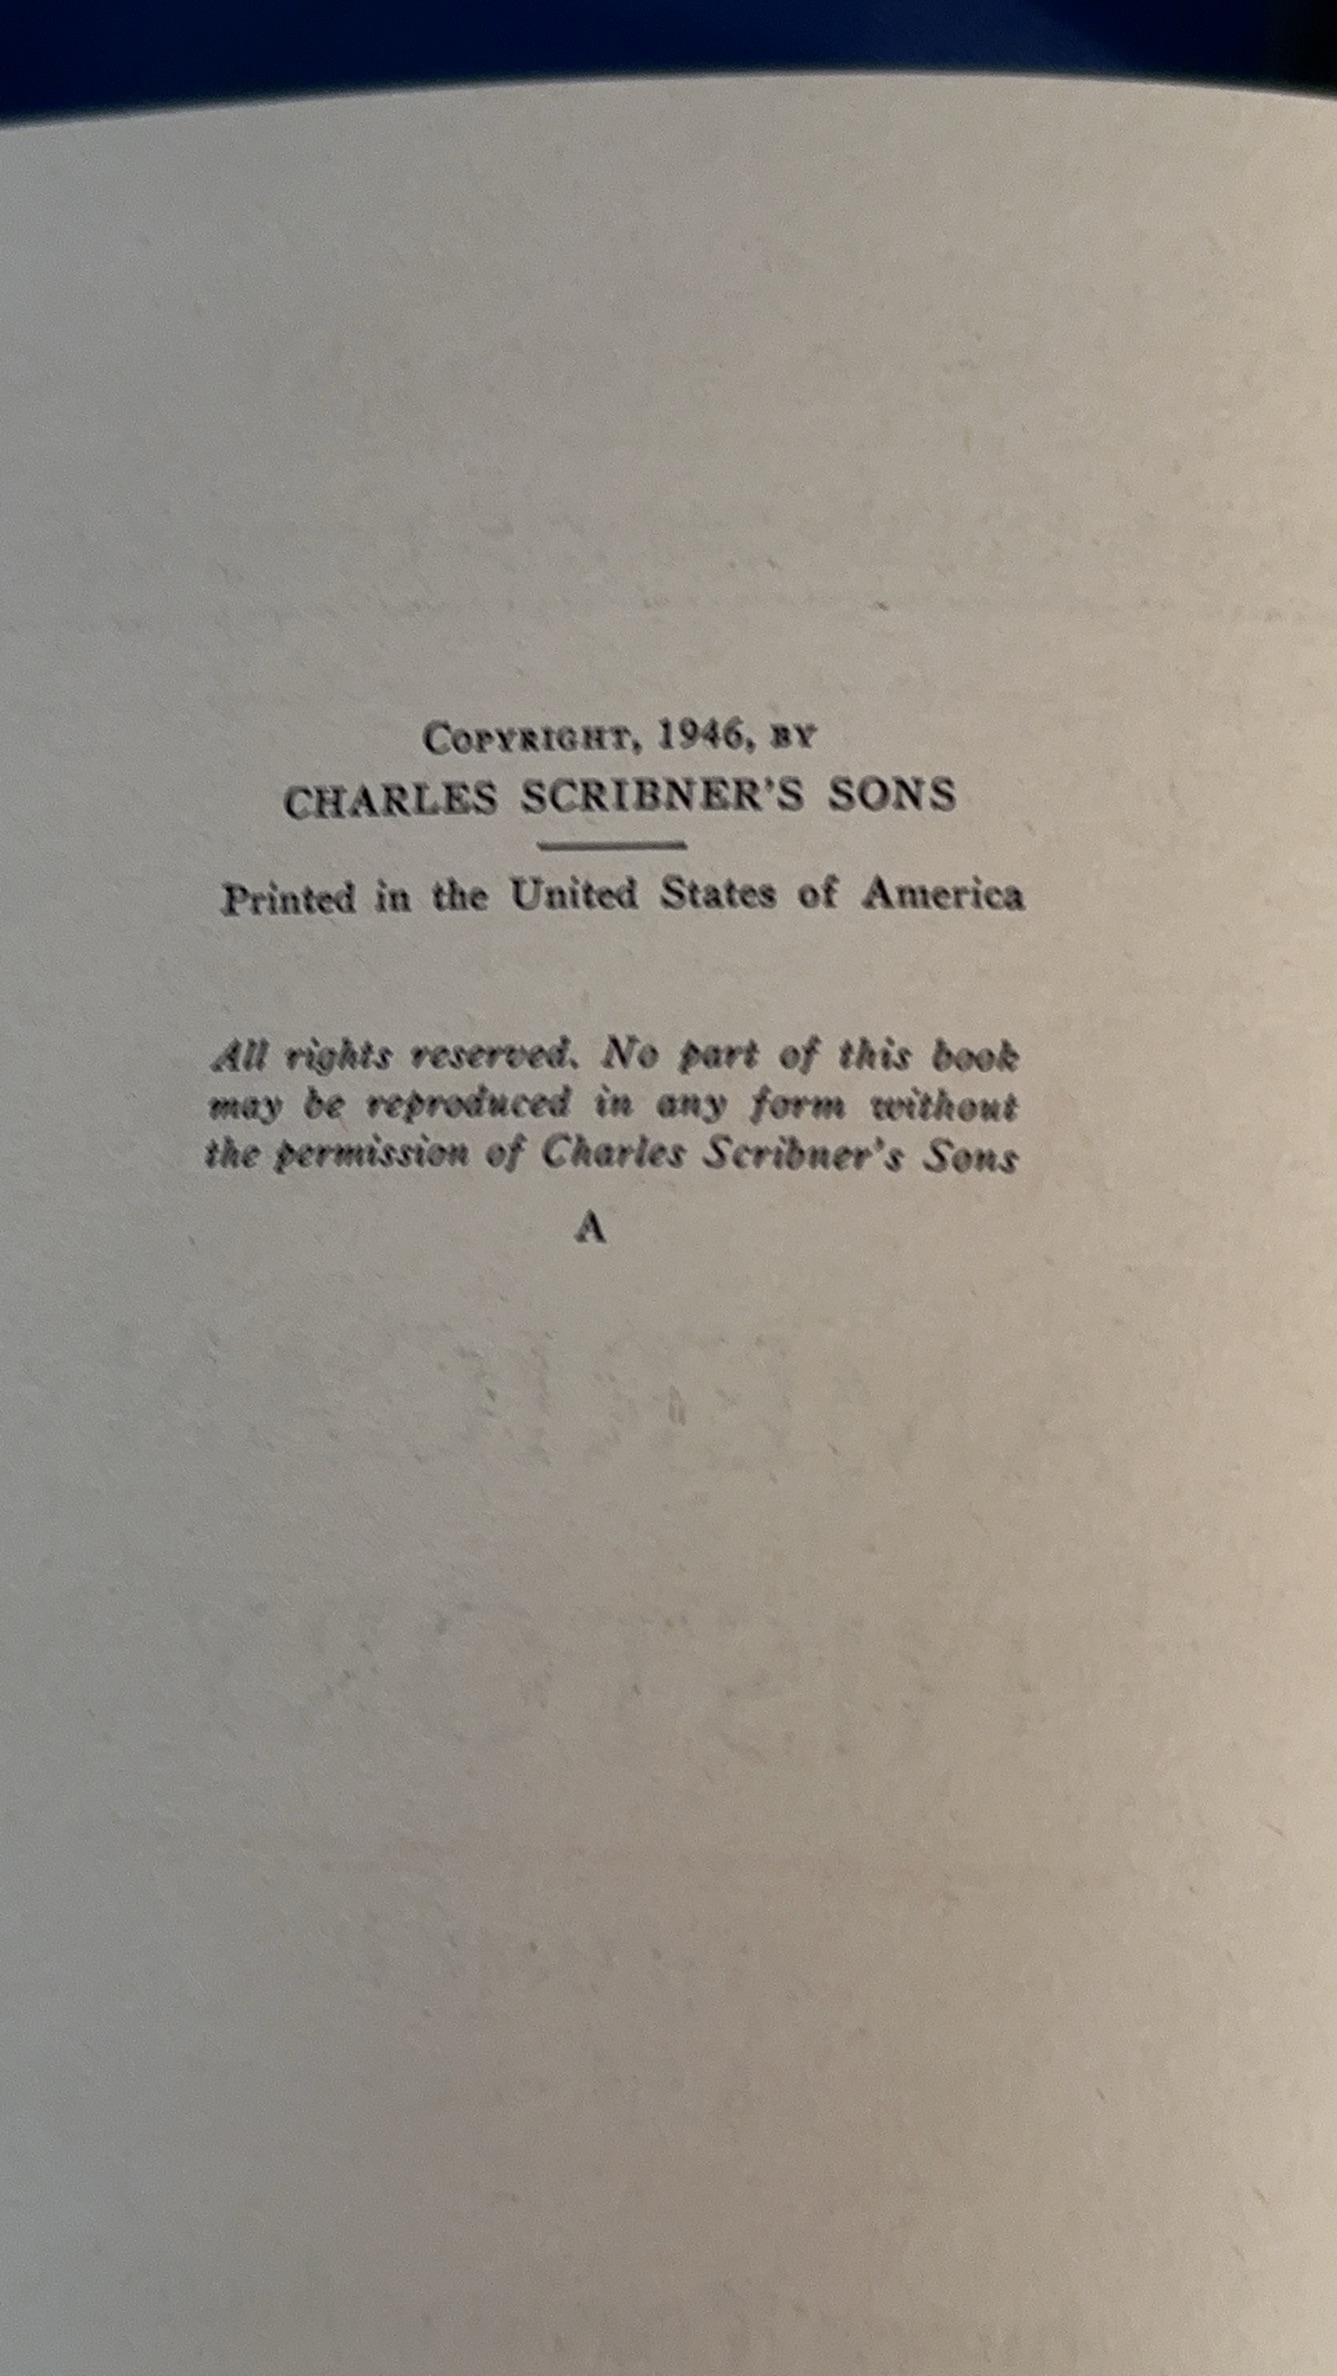 Copyright, 1946, by
CHARLES SCRIBNER'S SONS
Printed in the United States of America
All rights reserved. No part of this book
may be reproduced in any form without
the permission of Charles Scribner's Sons
A